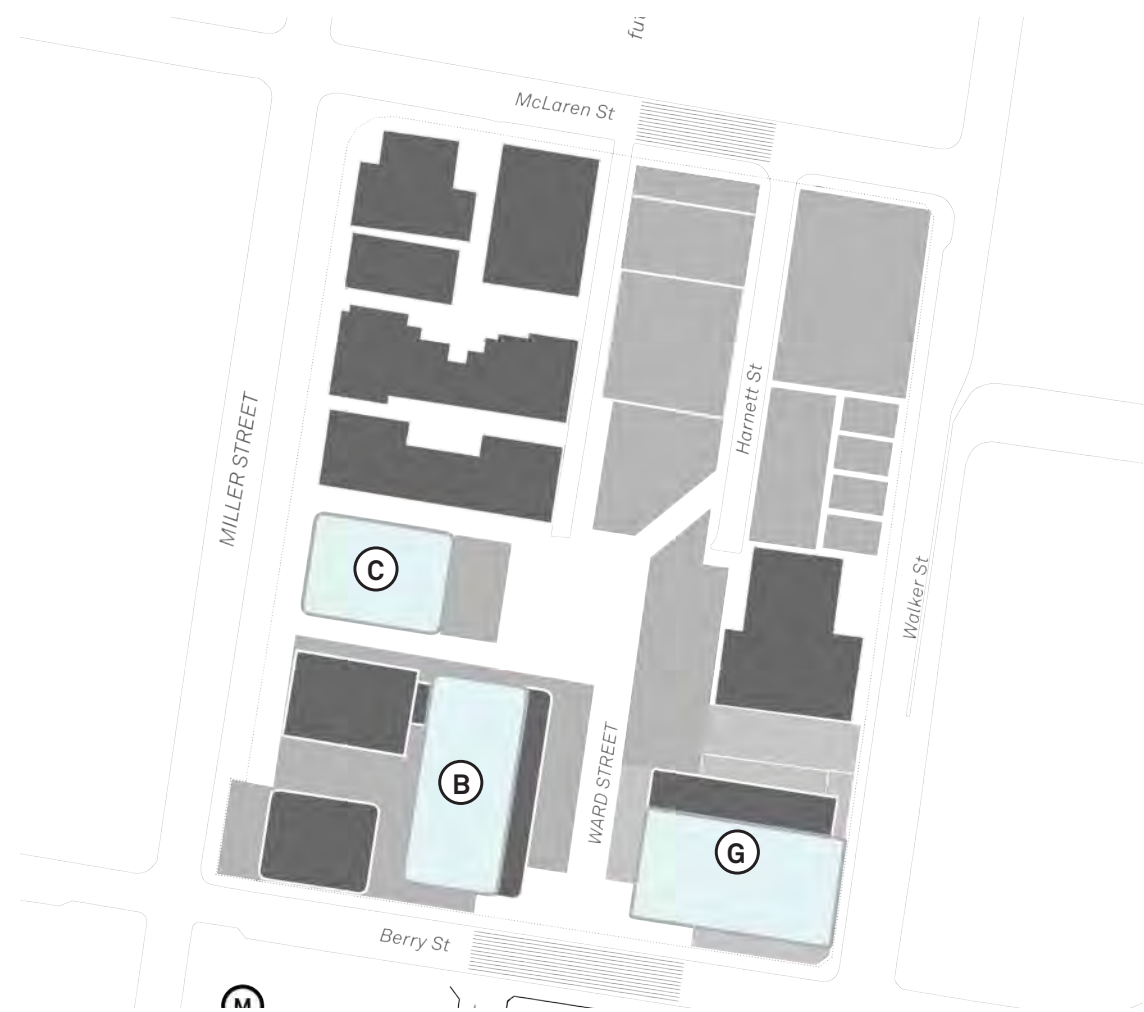 McLaren St
MILLER STREET
Harnett St
C
Walker St
WARD STREET
B
G
Berry St
M